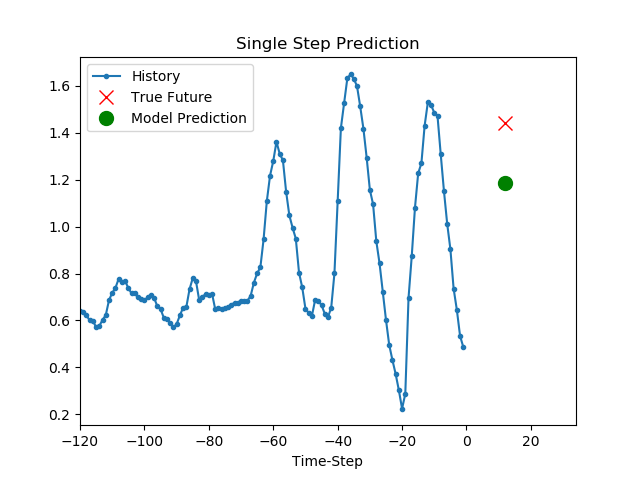 Single Step Prediction
History
True Future
Model Prediction
1.6
1.4
1.2
1.0
0.8
0.6
0.4
0.2
−120 −100 −80 −60 −40 −20 0 20
Time-Step